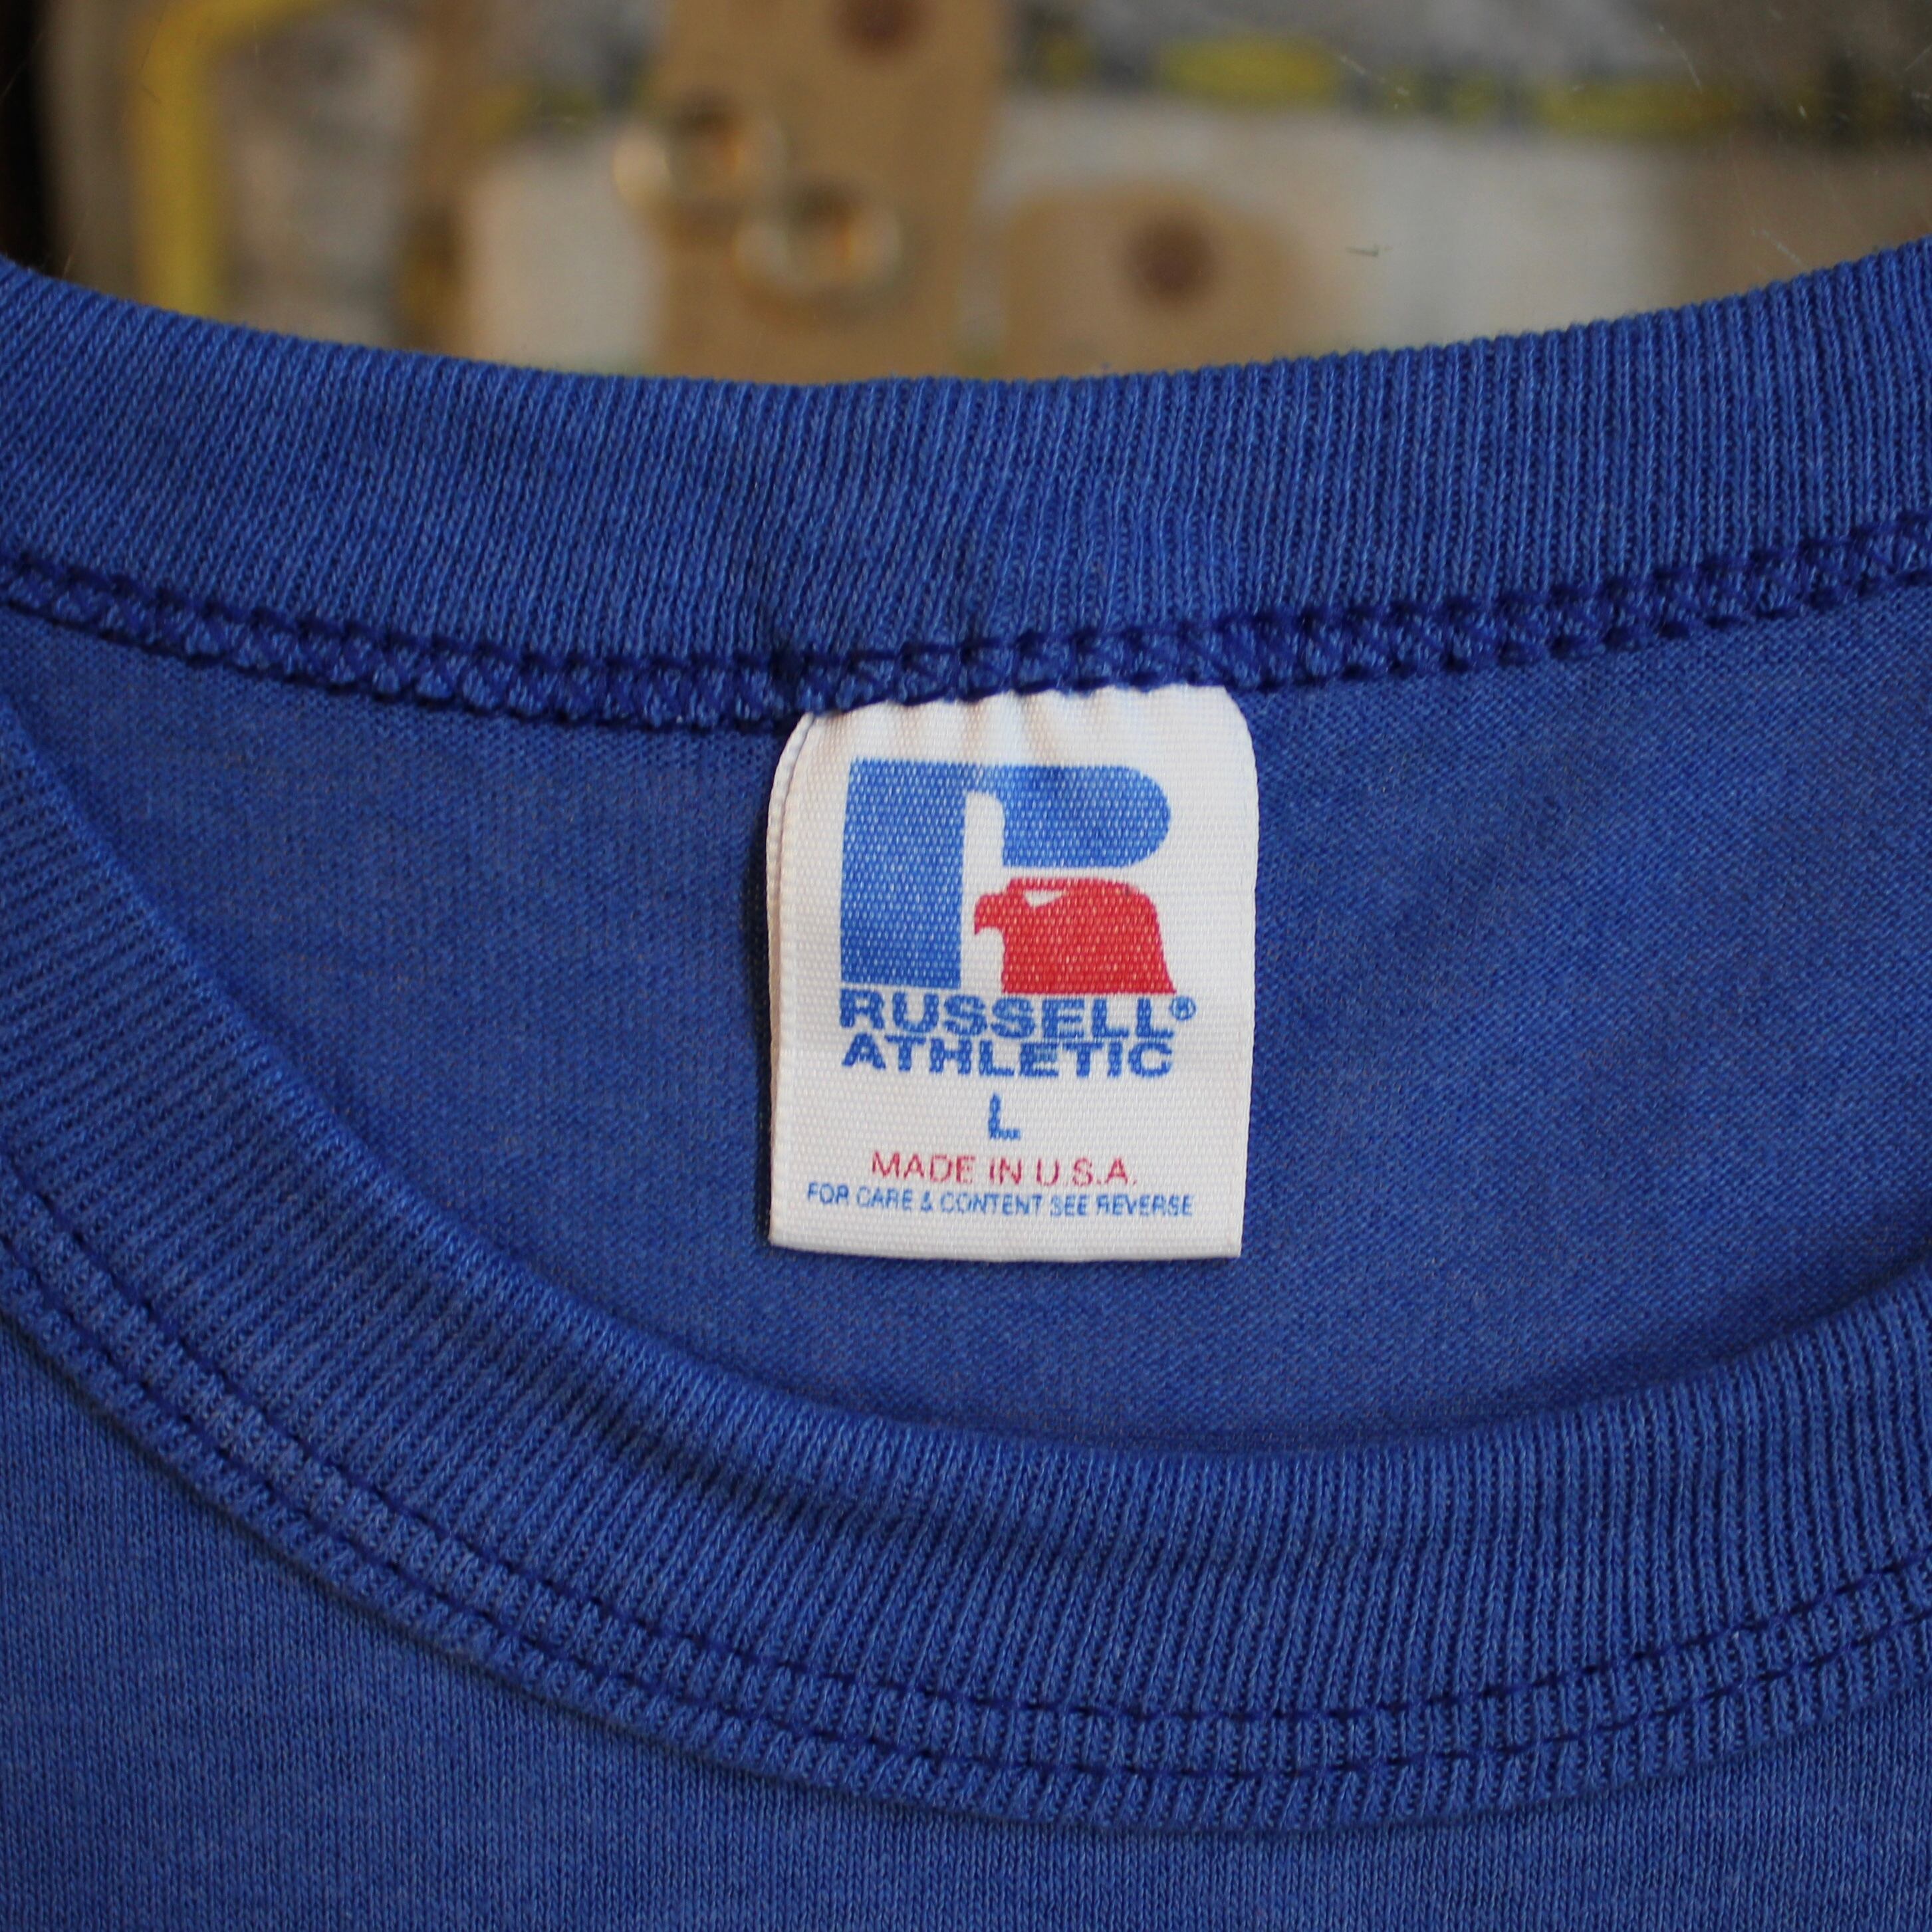 RUSSELL®
ATHLETIC
L
MADE IN U.S.A.
FOR CARE & CONTENT SEE REVERSE